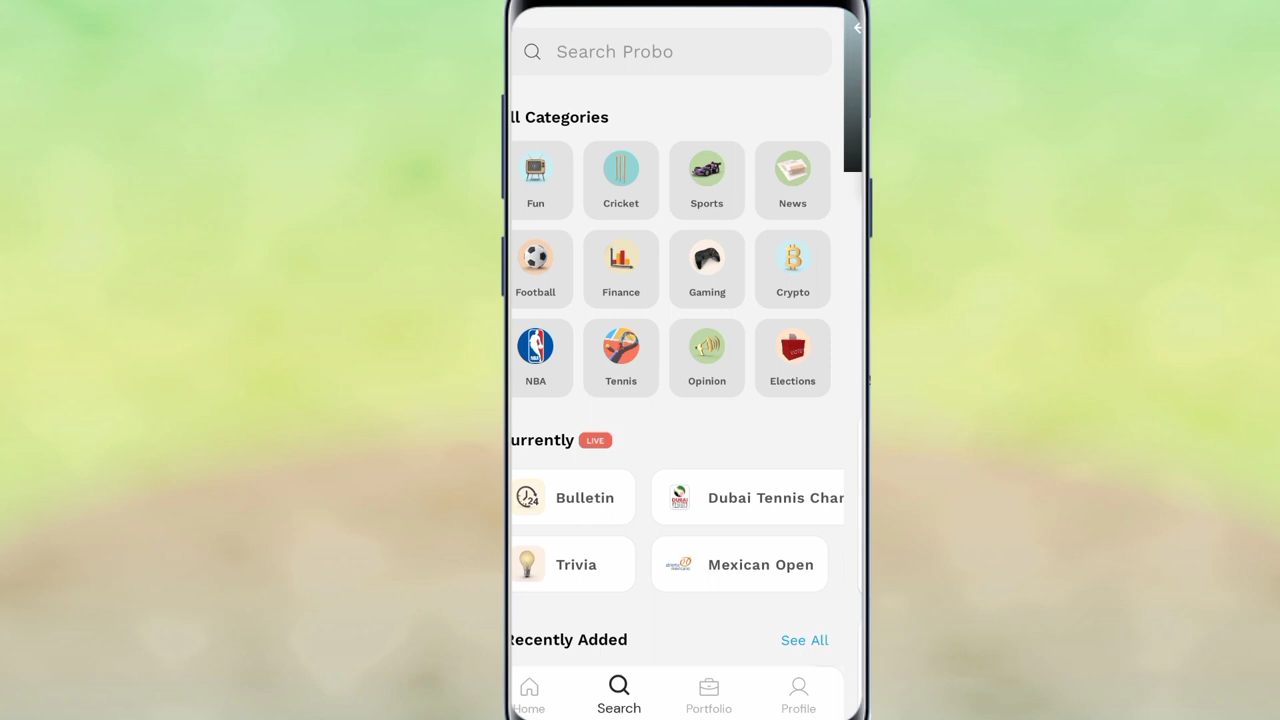 Search Probo
ll Categories
Fun
Cricket
Sports
News
Football
Finance
Gaming
Crypto
NBA
Tennis
Opinion
Elections
urrently LIVE
24
Bulletin
Dubai Tennis Char
Trivia
Mexican Open
Recently Added
See All
Home
Search
Portfolio
Profile